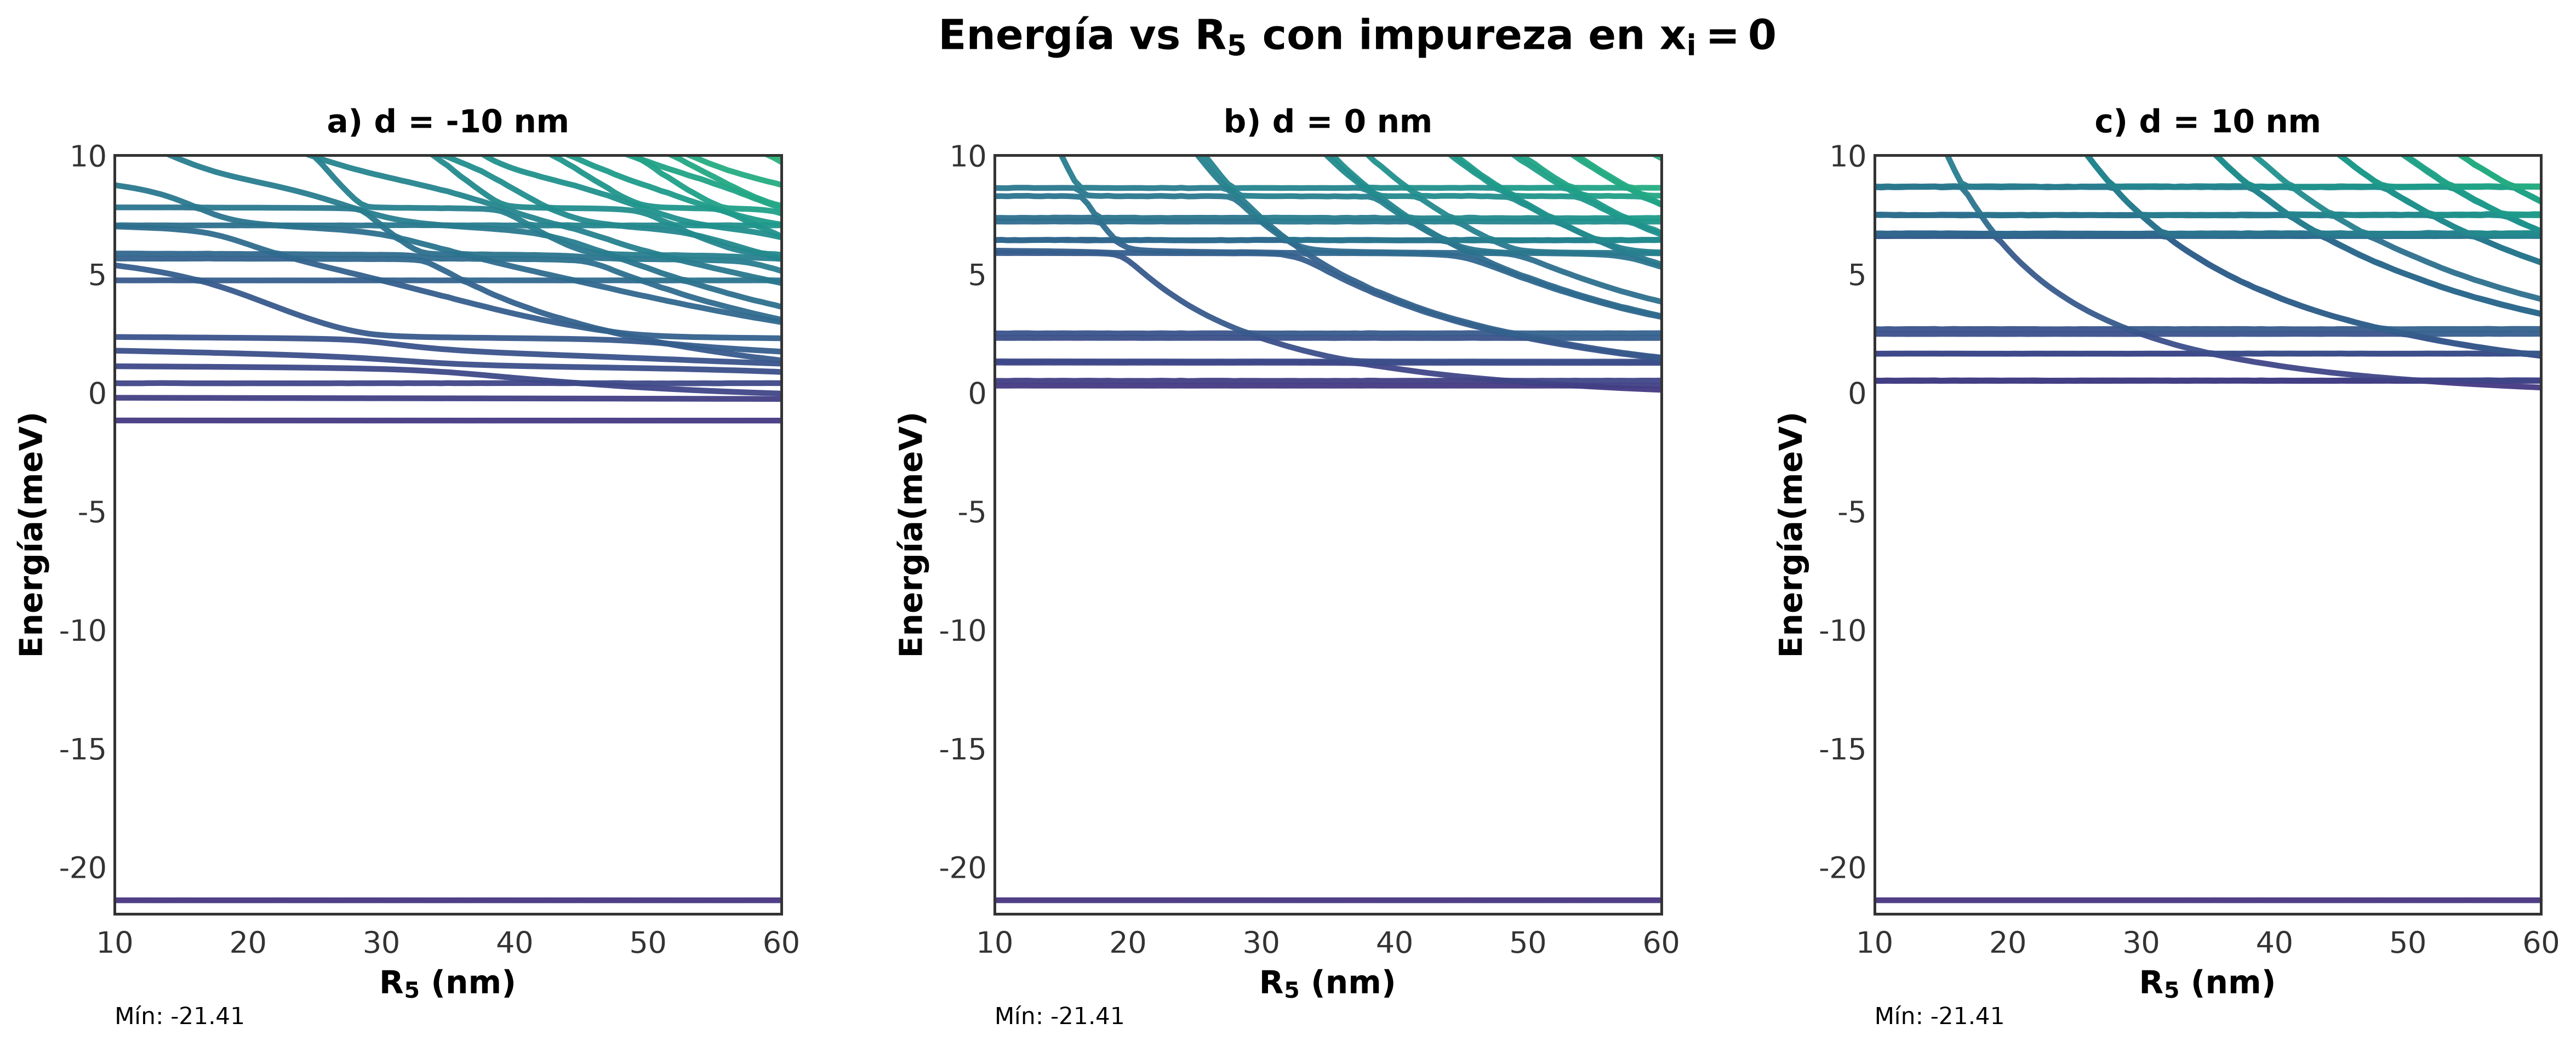 Energía vs R₅ con impureza en xᵢ = 0
a) d = -10 nm
10
5
0
-5
-10
-15
-20
Energía(meV)
10 20 30 40 50 60
R₅ (nm)
Mín: -21.41
b) d = 0 nm
10
5
0
-5
-10
-15
-20
Energía(meV)
10 20 30 40 50 60
R₅ (nm)
Mín: -21.41
c) d = 10 nm
10
5
0
-5
-10
-15
-20
Energía(meV)
10 20 30 40 50 60
R₅ (nm)
Mín: -21.41